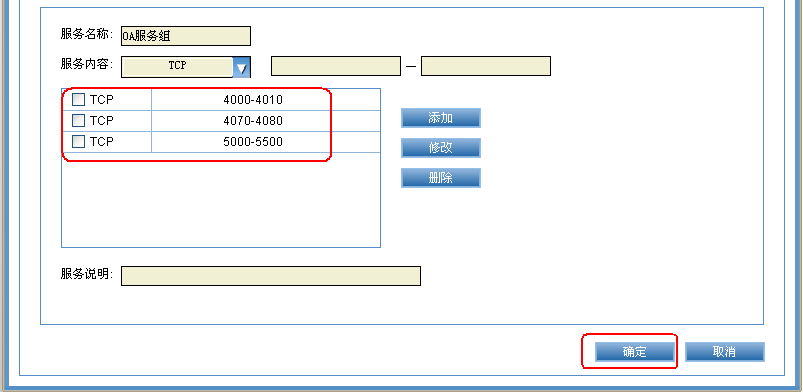 服务名称: OA服务组
服务内容: TCP —
TCP 4000-4010
TCP 4070-4080
TCP 5000-5500
添加
修改
删除
服务说明:
确定 取消